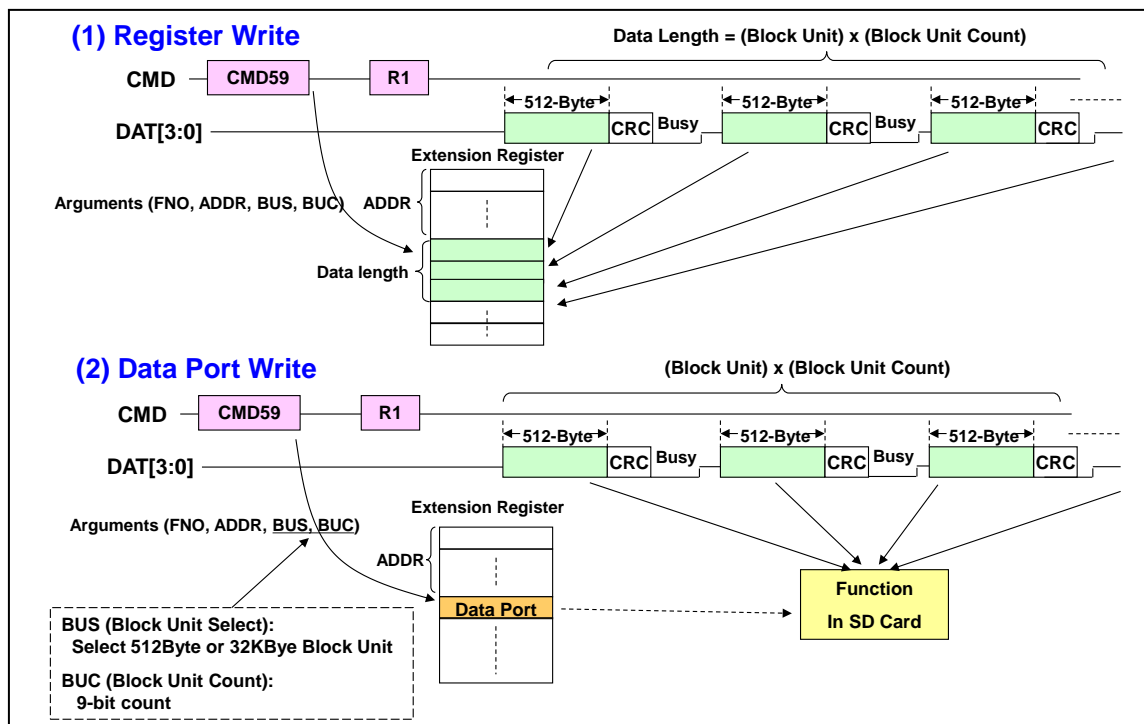 (1) Register Write
Data Length = (Block Unit) x (Block Unit Count)
CMD
CMD59
R1
512-Byte
512-Byte
512-Byte
DAT[3:0]
CRC
Busy
CRC
Busy
CRC
Extension Register
Arguments (FNO, ADDR, BUS, BUC)
ADDR
Data length
(2) Data Port Write
(Block Unit) x (Block Unit Count)
CMD
CMD59
R1
512-Byte
512-Byte
512-Byte
DAT[3:0]
CRC
Busy
CRC
Busy
CRC
Extension Register
Arguments (FNO, ADDR, BUS, BUC)
ADDR
Data Port
Function
In SD Card
BUS (Block Unit Select):
Select 512Byte or 32KBye Block Unit
BUC (Block Unit Count):
9-bit count